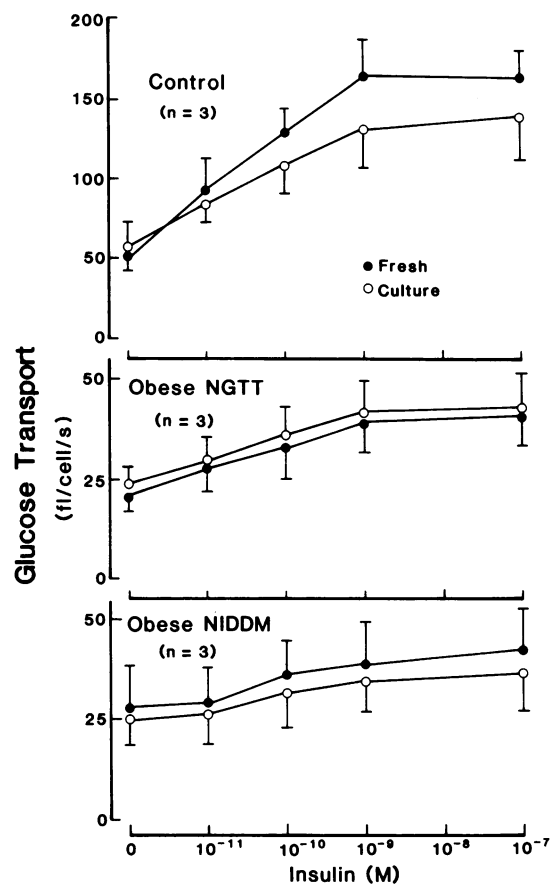 200
Control
(n = 3)
150
100
50
0
● Fresh
○ Culture
Glucose Transport
(fl/cell/s)
50
Obese NGTT
(n = 3)
25
0
50
Obese NIDDM
(n = 3)
25
0
0 10⁻¹¹ 10⁻¹⁰ 10⁻⁹ 10⁻⁸ 10⁻⁷
Insulin (M)